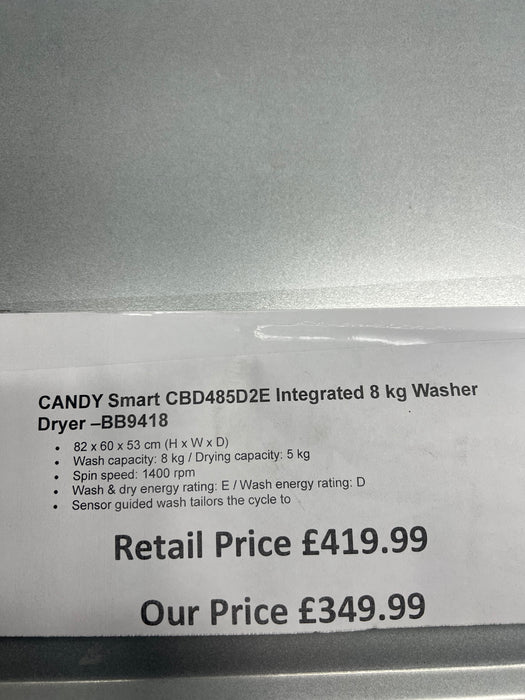 CANDY Smart CBD485D2E Integrated 8 kg Washer
Dryer –BB9418
• 82 x 60 x 53 cm (H x W x D)
• Wash capacity: 8 kg / Drying capacity: 5 kg
• Spin speed: 1400 rpm
• Wash & dry energy rating: E / Wash energy rating: D
• Sensor guided wash tailors the cycle to
Retail Price £419.99
Our Price £349.99